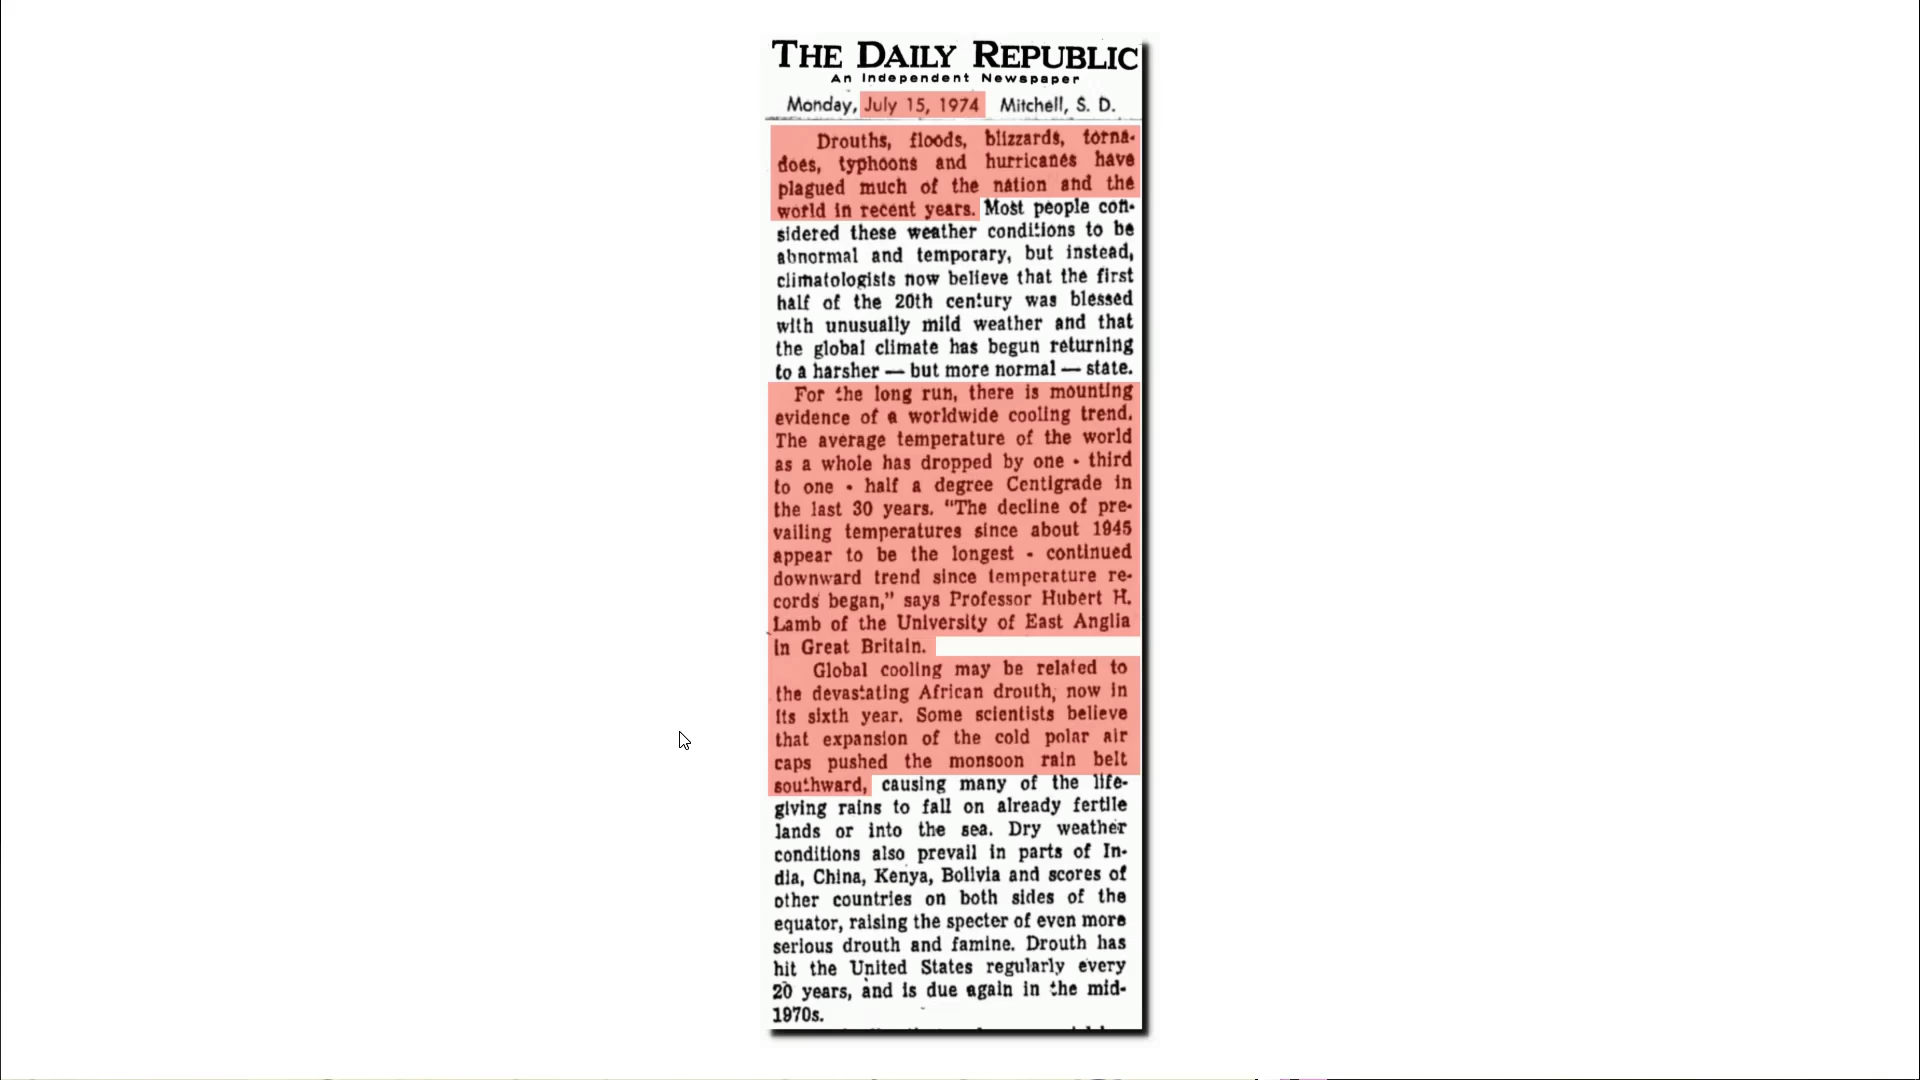 THE DAILY REPUBLIC
An Independent Newspaper
Monday, July 15, 1974 Mitchell, S. D.
Drouths, floods, blizzards, torna-
does, typhoons and hurricanes have
plagued much of the nation and the
world in recent years. Most people con-
sidered these weather conditions to be
abnormal and temporary, but instead,
climatologists now believe that the first
half of the 20th century was blessed
with unusually mild weather and that
the global climate has begun returning
to a harsher — but more normal — state.
For the long run, there is mounting
evidence of a worldwide cooling trend.
The average temperature of the world
as a whole has dropped by one - third
to one - half a degree Centigrade in
the last 30 years. "The decline of pre-
vailing temperatures since about 1945
appear to be the longest - continued
downward trend since temperature re-
cords began," says Professor Hubert H.
Lamb of the University of East Anglia
in Great Britain.
Global cooling may be related to
the devastating African drouth, now in
its sixth year. Some scientists believe
that expansion of the cold polar air
caps pushed the monsoon rain belt
southward, causing many of the life-
giving rains to fall on already fertile
lands or into the sea. Dry weather
conditions also prevail in parts of In-
dia, China, Kenya, Bolivia and scores of
other countries on both sides of the
equator, raising the specter of even more
serious drouth and famine. Drouth has
hit the United States regularly every
20 years, and is due again in the mid-
1970s.